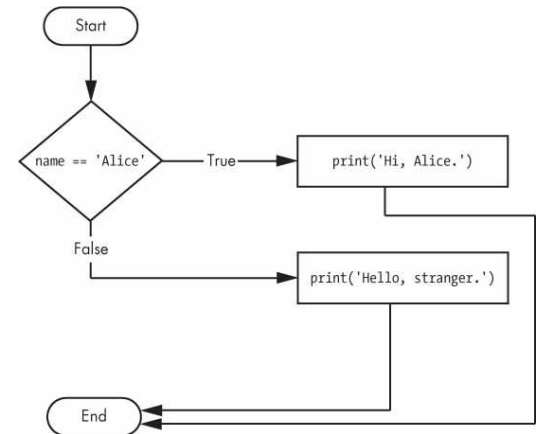 Start
name == 'Alice'
True
print('Hi, Alice.')
False
print('Hello, stranger.')
End